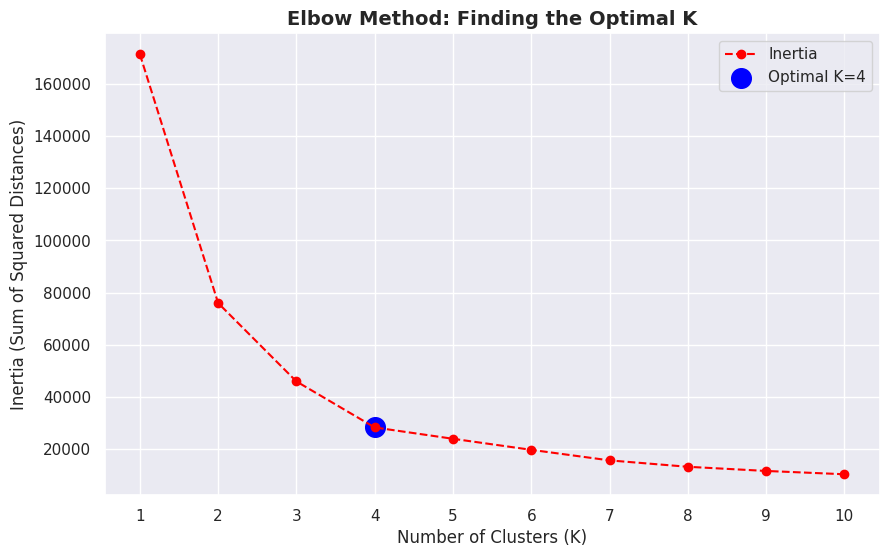 Elbow Method: Finding the Optimal K
Inertia
Optimal K=4
Inertia (Sum of Squared Distances)
160000
140000
120000
100000
80000
60000
40000
20000
1 2 3 4 5 6 7 8 9 10
Number of Clusters (K)